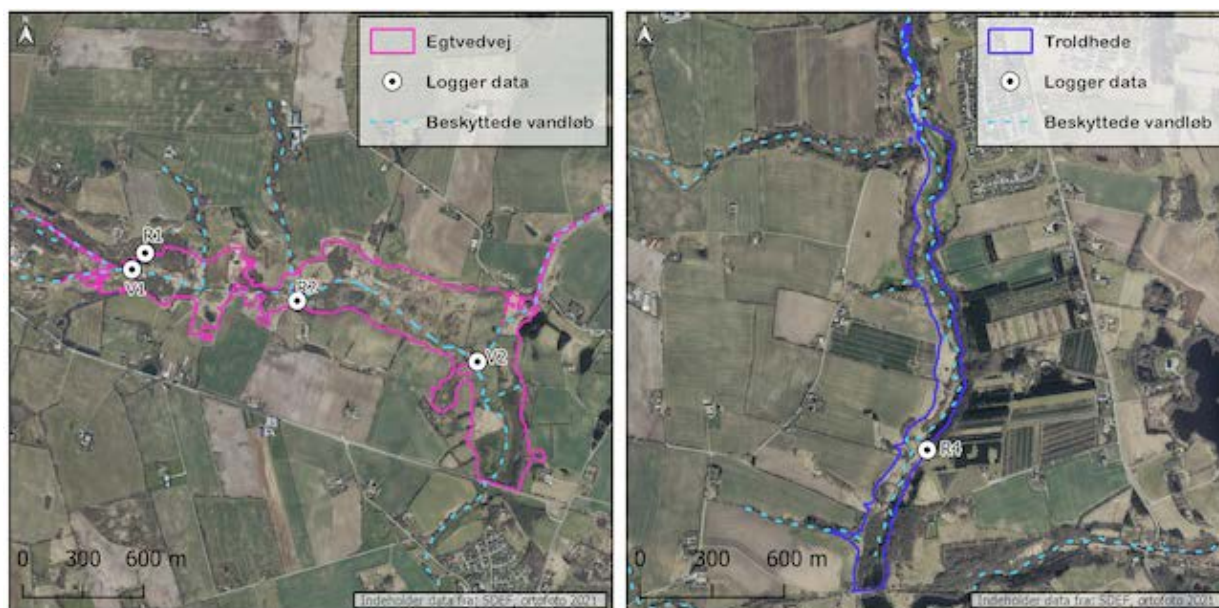 Egtvedvej
Logger data
Beskyttede vandløb
R1
V1
R2
V2
0 300 600 m
Indeholder data fra: SDFE, ortofoto 2021
Troldhede
Logger data
Beskyttede vandløb
R4
0 300 600 m
Indeholder data fra: SDFE, ortofoto 2021